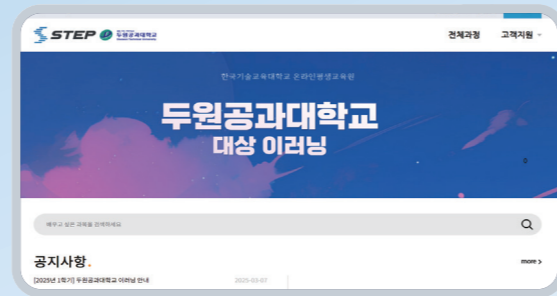 STEP 두원공과대학교
전체과정 고객지원
한국기술교육대학교 온라인평생교육원
두원공과대학교
대상 이러닝
배우고 싶은 과목을 검색하세요
공지사항.
more >
[2025년 1학기] 두원공과대학교 이러닝 안내 2025-03-07